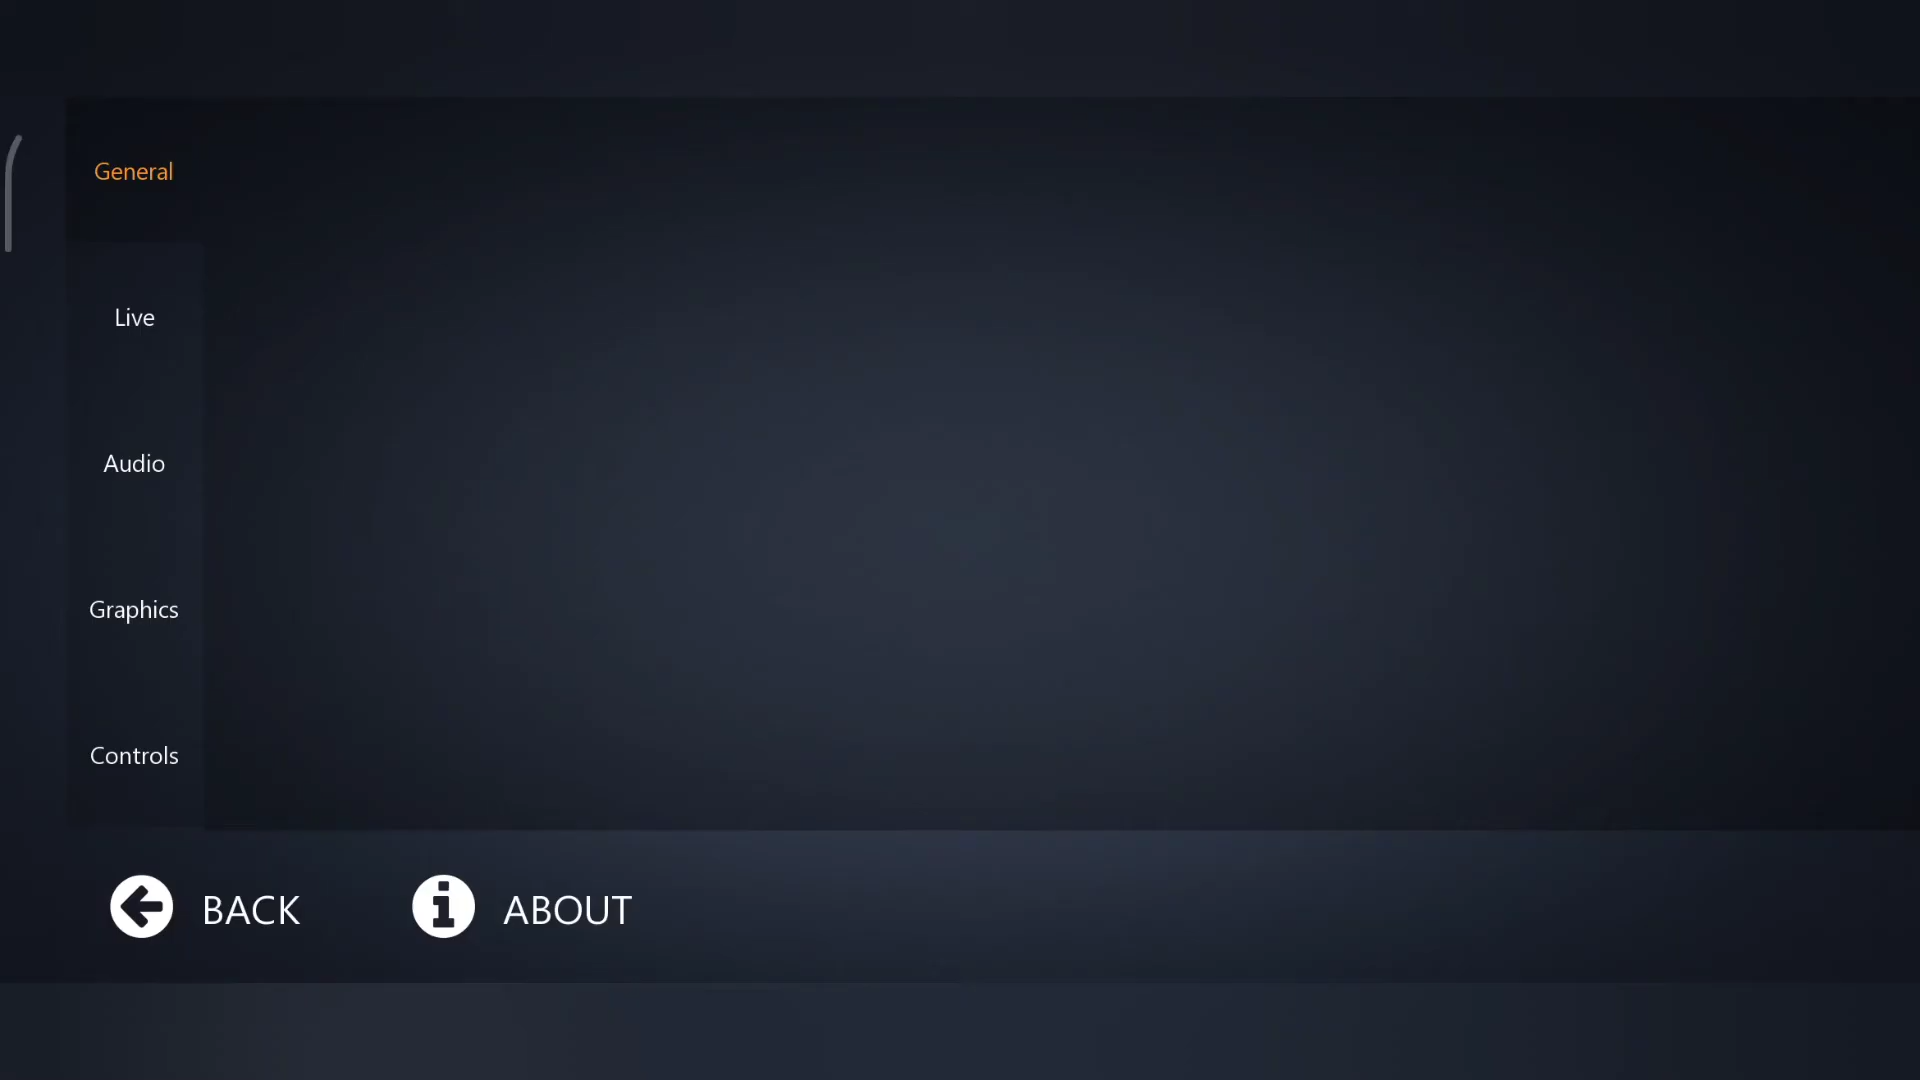 General
Live
Audio
Graphics
Controls
BACK
ABOUT